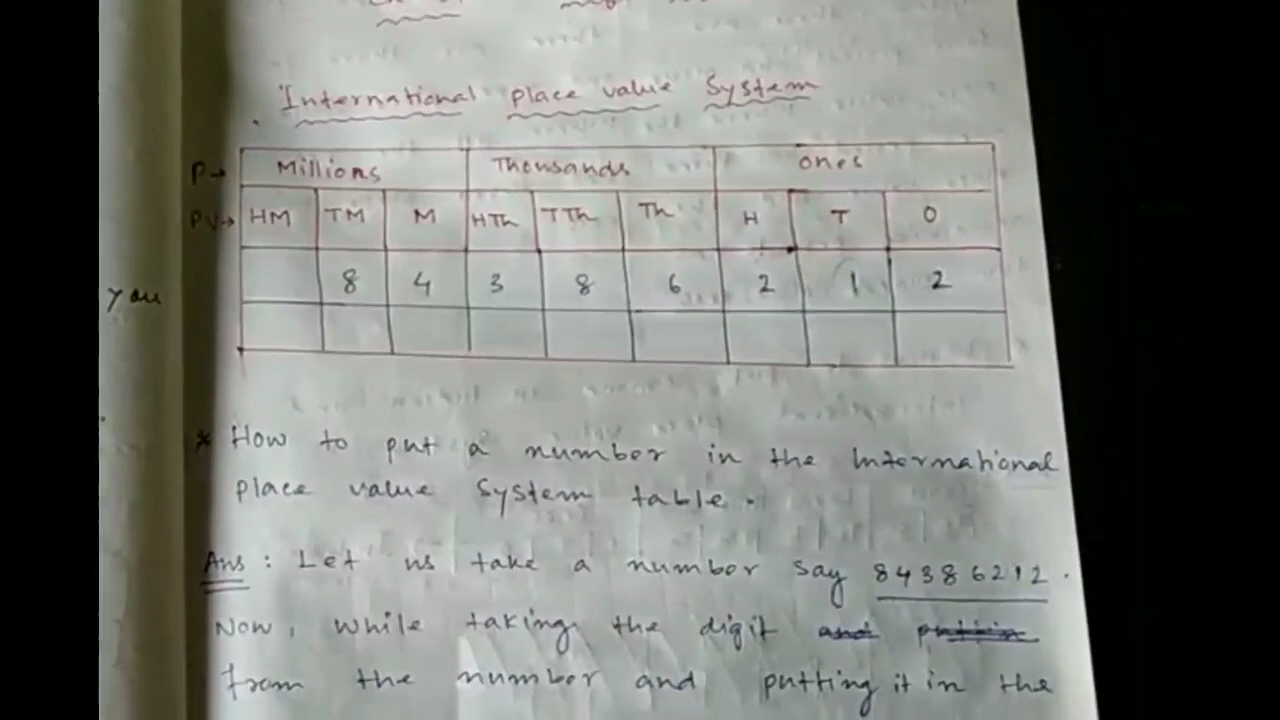 International place value System
P→ Millions Thousands Ones
PV→ HM TM M HTh TTh Th H T O
8 4 3 8 6 2 1 2
you
* How to put a number in the International
place value system table.
Ans : Let us take a number say 84386212.
Now, while taking the digit
from the number and putting it in the